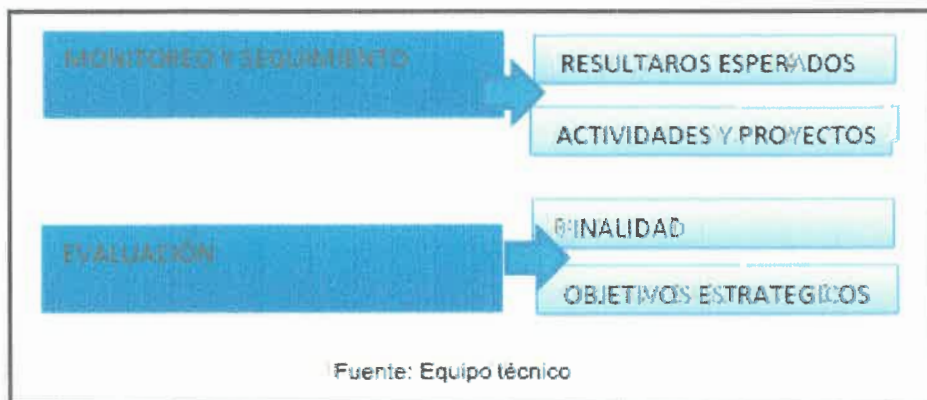 MONITOREO Y SEGUIMIENTO
RESULTAROS ESPERADOS
ACTIVIDADES Y PROYECTOS
EVALUACIÓN
FINALIDAD
OBJETIVOS ESTRATEGICOS
Fuente: Equipo técnico